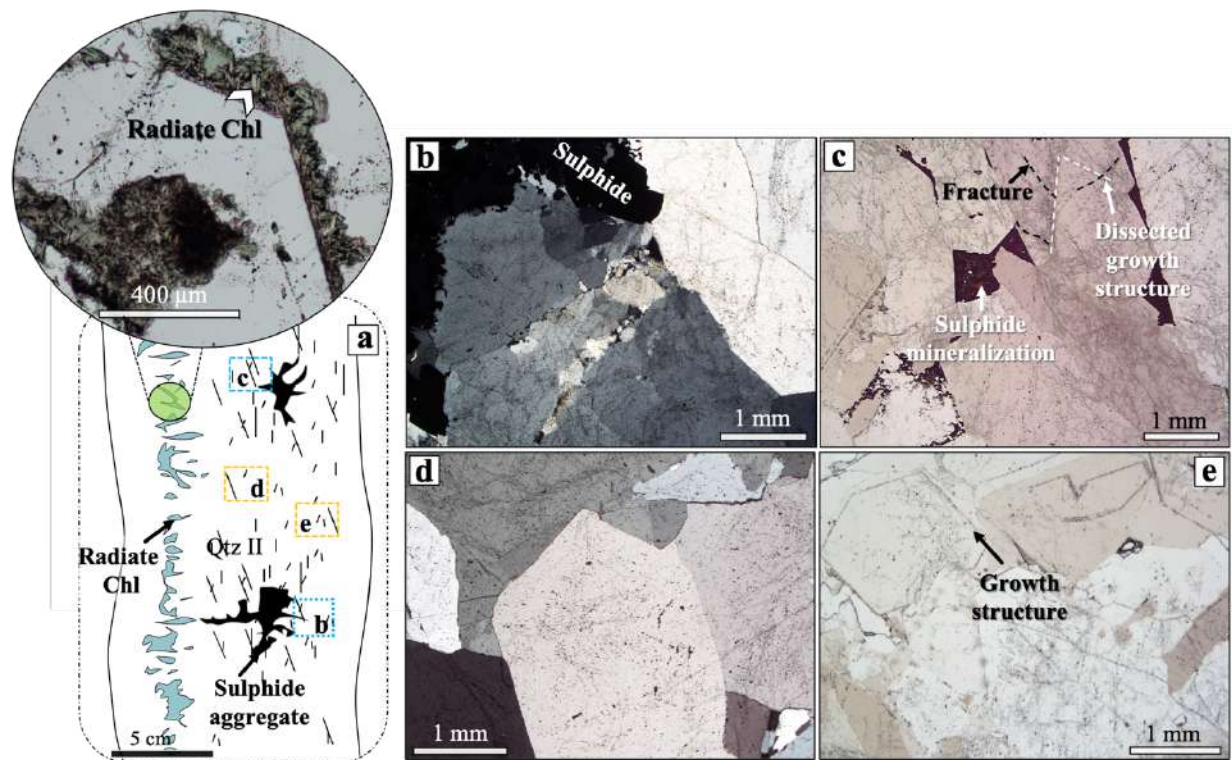 Radiate Chl
400 µm
a
c
d
e
Qtz II
Radiate
Chl
b
Sulphide
aggregate
5 cm
b
Sulphide
1 mm
c
Fracture
Dissected
growth
structure
Sulphide
mineralization
1 mm
d
1 mm
e
Growth
structure
1 mm